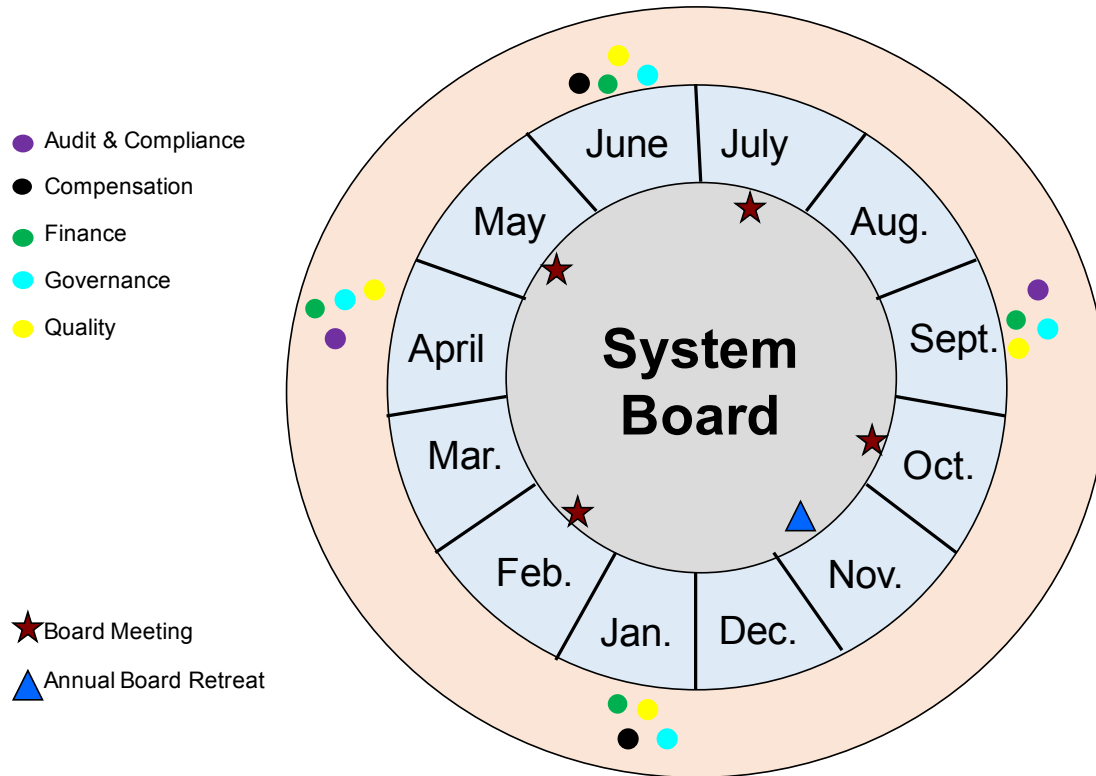 Audit & Compliance
Compensation
Finance
Governance
Quality
Board Meeting
Annual Board Retreat
June
July
May
Aug.
April
Sept.
System
Board
Mar.
Oct.
Feb.
Nov.
Jan.
Dec.